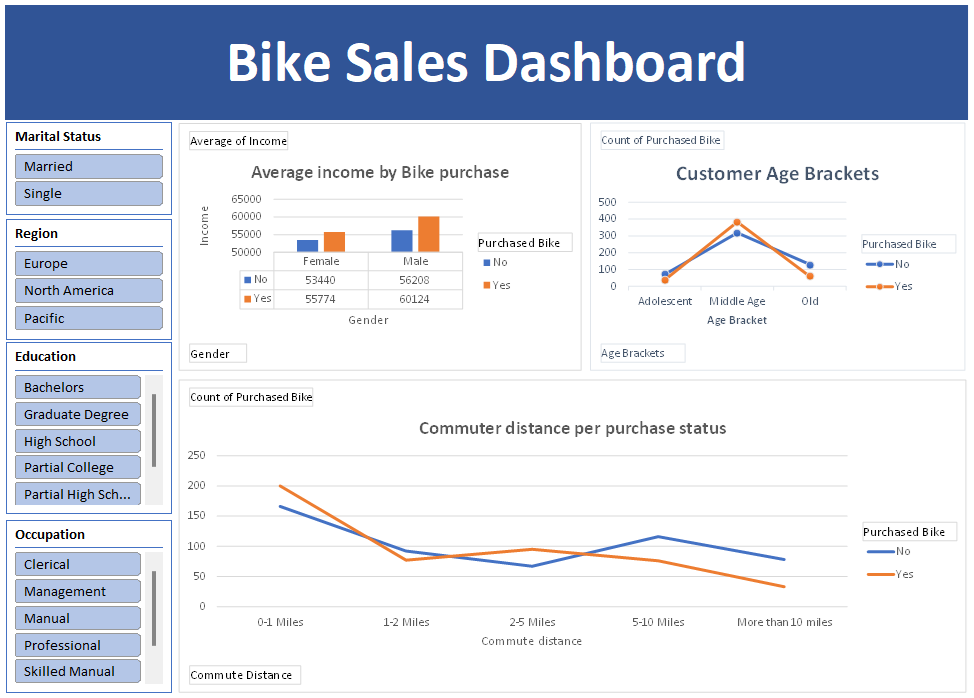 Bike Sales Dashboard
Marital Status
Married
Single
Region
Europe
North America
Pacific
Education
Bachelors
Graduate Degree
High School
Partial College
Partial High Sch...
Occupation
Clerical
Management
Manual
Professional
Skilled Manual
Average of Income
Average income by Bike purchase
Income
65000
60000
55000
50000
Female Male
No 53440 56208
Yes 55774 60124
Gender
Purchased Bike
No
Yes
Gender
Count of Purchased Bike
Customer Age Brackets
500
400
300
200
100
0
Adolescent Middle Age Old
Age Bracket
Purchased Bike
No
Yes
Age Brackets
Count of Purchased Bike
Commuter distance per purchase status
250
200
150
100
50
0
0-1 Miles 1-2 Miles 2-5 Miles 5-10 Miles More than 10 miles
Commute distance
Purchased Bike
No
Yes
Commute Distance